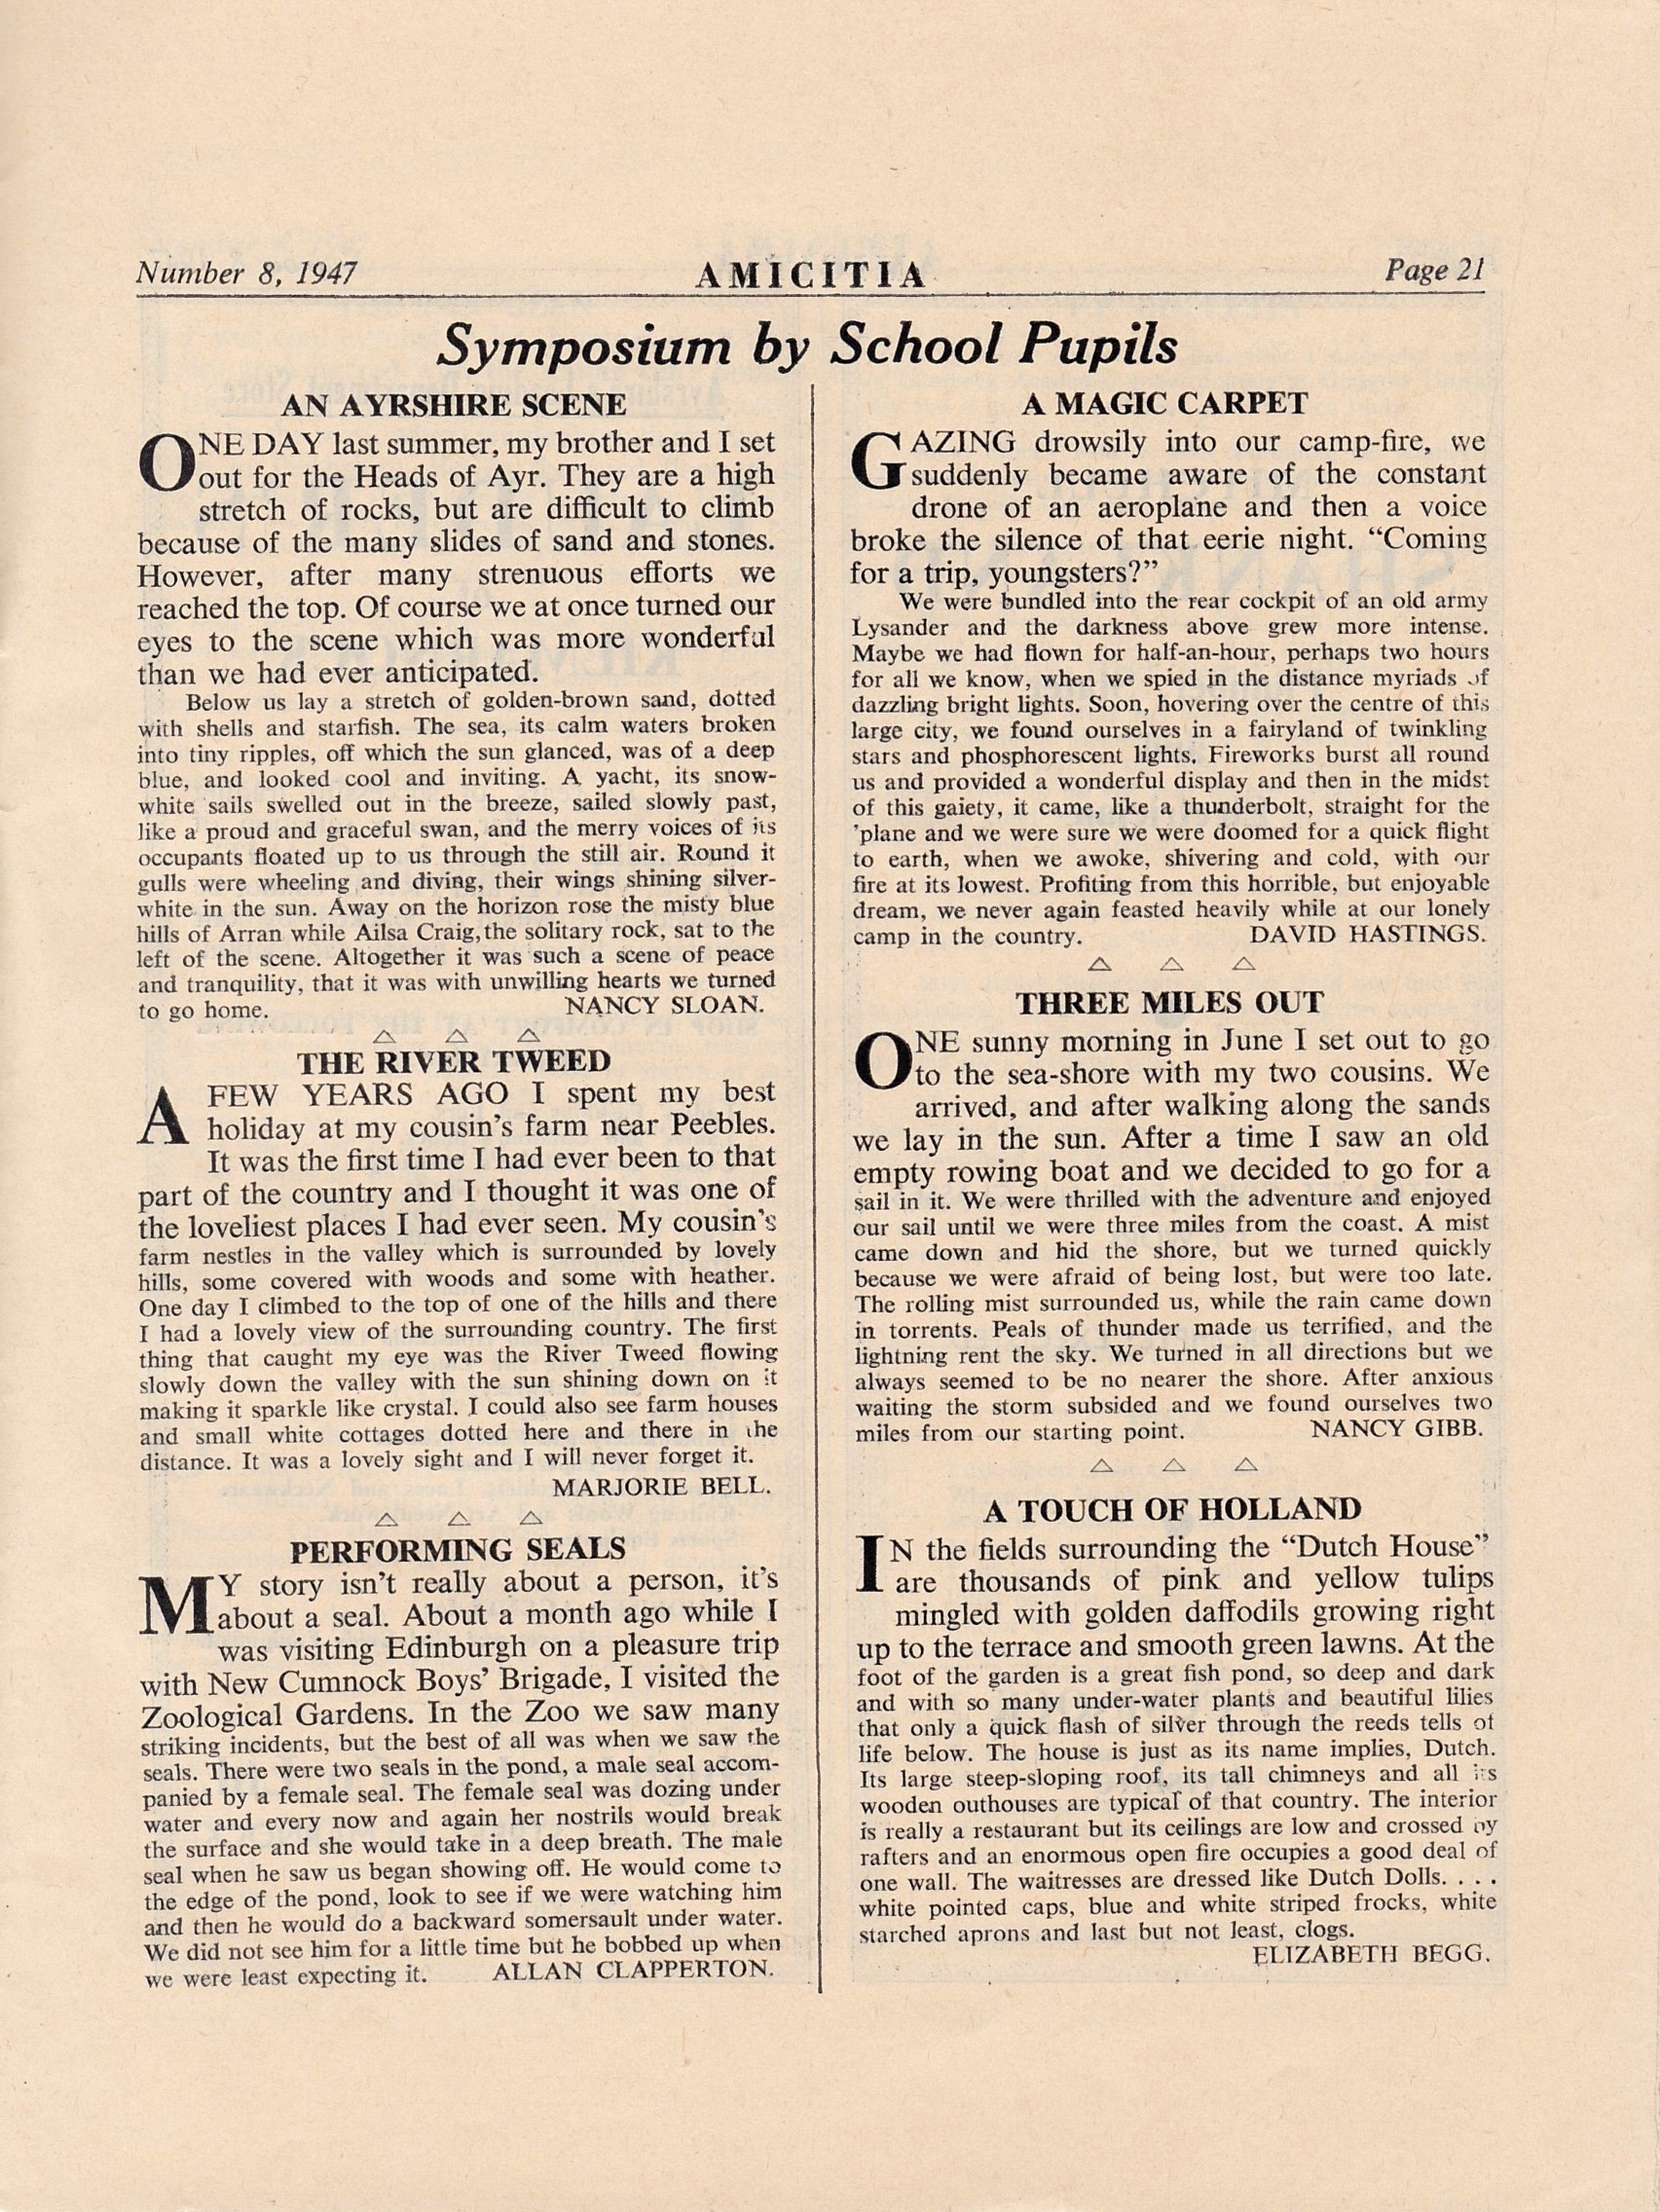 Number 8, 1947
AMICITIA
Page 21
Symposium by School Pupils
AN AYRSHIRE SCENE
ONE DAY last summer, my brother and I set
out for the Heads of Ayr. They are a high
stretch of rocks, but are difficult to climb
because of the many slides of sand and stones.
However, after many strenuous efforts we
reached the top. Of course we at once turned our
eyes to the scene which was more wonderful
than we had ever anticipated.
Below us lay a stretch of golden-brown sand, dotted
with shells and starfish. The sea, its calm waters broken
into tiny ripples, off which the sun glanced, was of a deep
blue, and looked cool and inviting. A yacht, its snow-
white sails swelled out in the breeze, sailed slowly past,
like a proud and graceful swan, and the merry voices of its
occupants floated up to us through the still air. Round it
gulls were wheeling and diving, their wings shining silver-
white in the sun. Away on the horizon rose the misty blue
hills of Arran while Ailsa Craig, the solitary rock, sat to the
left of the scene. Altogether it was such a scene of peace
and tranquility, that it was with unwilling hearts we turned
to go home. NANCY SLOAN.
THE RIVER TWEED
A FEW YEARS AGO I spent my best
holiday at my cousin's farm near Peebles.
It was the first time I had ever been to that
part of the country and I thought it was one of
the loveliest places I had ever seen. My cousin's
farm nestles in the valley which is surrounded by lovely
hills, some covered with woods and some with heather.
One day I climbed to the top of one of the hills and there
I had a lovely view of the surrounding country. The first
thing that caught my eye was the River Tweed flowing
slowly down the valley with the sun shining down on it
making it sparkle like crystal. I could also see farm houses
and small white cottages dotted here and there in the
distance. It was a lovely sight and I will never forget it.
MARJORIE BELL.
PERFORMING SEALS
MY story isn't really about a person, it's
about a seal. About a month ago while I
was visiting Edinburgh on a pleasure trip
with New Cumnock Boys' Brigade, I visited the
Zoological Gardens. In the Zoo we saw many
striking incidents, but the best of all was when we saw the
seals. There were two seals in the pond, a male seal accom-
panied by a female seal. The female seal was dozing under
water and every now and again her nostrils would break
the surface and she would take in a deep breath. The male
seal when he saw us began showing off. He would come to
the edge of the pond, look to see if we were watching him
and then he would do a backward somersault under water.
We did not see him for a little time but he bobbed up when
we were least expecting it. ALLAN CLAPPERTON.
A MAGIC CARPET
GAZING drowsily into our camp-fire, we
suddenly became aware of the constant
drone of an aeroplane and then a voice
broke the silence of that eerie night. "Coming
for a trip, youngsters?"
We were bundled into the rear cockpit of an old army
Lysander and the darkness above grew more intense.
Maybe we had flown for half-an-hour, perhaps two hours
for all we know, when we spied in the distance myriads of
dazzling bright lights. Soon, hovering over the centre of this
large city, we found ourselves in a fairyland of twinkling
stars and phosphorescent lights. Fireworks burst all round
us and provided a wonderful display and then in the midst
of this gaiety, it came, like a thunderbolt, straight for the
'plane and we were sure we were doomed for a quick flight
to earth, when we awoke, shivering and cold, with our
fire at its lowest. Profiting from this horrible, but enjoyable
dream, we never again feasted heavily while at our lonely
camp in the country. DAVID HASTINGS.
THREE MILES OUT
ONE sunny morning in June I set out to go
to the sea-shore with my two cousins. We
arrived, and after walking along the sands
we lay in the sun. After a time I saw an old
empty rowing boat and we decided to go for a
sail in it. We were thrilled with the adventure and enjoyed
our sail until we were three miles from the coast. A mist
came down and hid the shore, but we turned quickly
because we were afraid of being lost, but were too late.
The rolling mist surrounded us, while the rain came down
in torrents. Peals of thunder made us terrified, and the
lightning rent the sky. We turned in all directions but we
always seemed to be no nearer the shore. After anxious
waiting the storm subsided and we found ourselves two
miles from our starting point. NANCY GIBB.
A TOUCH OF HOLLAND
IN the fields surrounding the "Dutch House"
are thousands of pink and yellow tulips
mingled with golden daffodils growing right
up to the terrace and smooth green lawns. At the
foot of the garden is a great fish pond, so deep and dark
and with so many under-water plants and beautiful lilies
that only a quick flash of silver through the reeds tells of
life below. The house is just as its name implies, Dutch.
Its large steep-sloping roof, its tall chimneys and all its
wooden outhouses are typical of that country. The interior
is really a restaurant but its ceilings are low and crossed by
rafters and an enormous open fire occupies a good deal of
one wall. The waitresses are dressed like Dutch Dolls. . . .
white pointed caps, blue and white striped frocks, white
starched aprons and last but not least, clogs.
ELIZABETH BEGG.